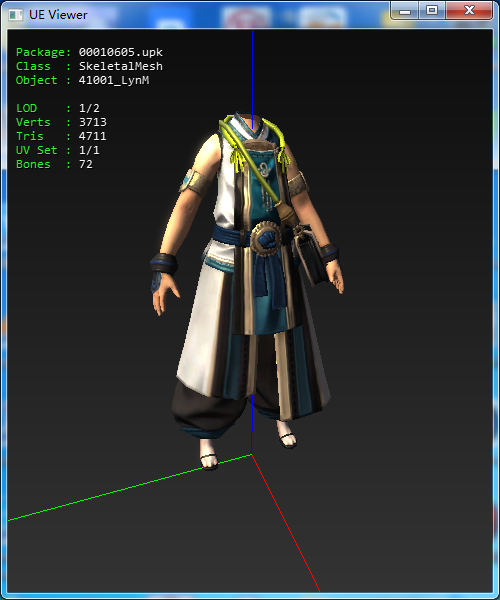 UE Viewer
Package: 00010605.upk
Class : SkeletalMesh
Object : 41001_LynM
LOD : 1/2
Verts : 3713
Tris : 4711
UV Set : 1/1
Bones : 72